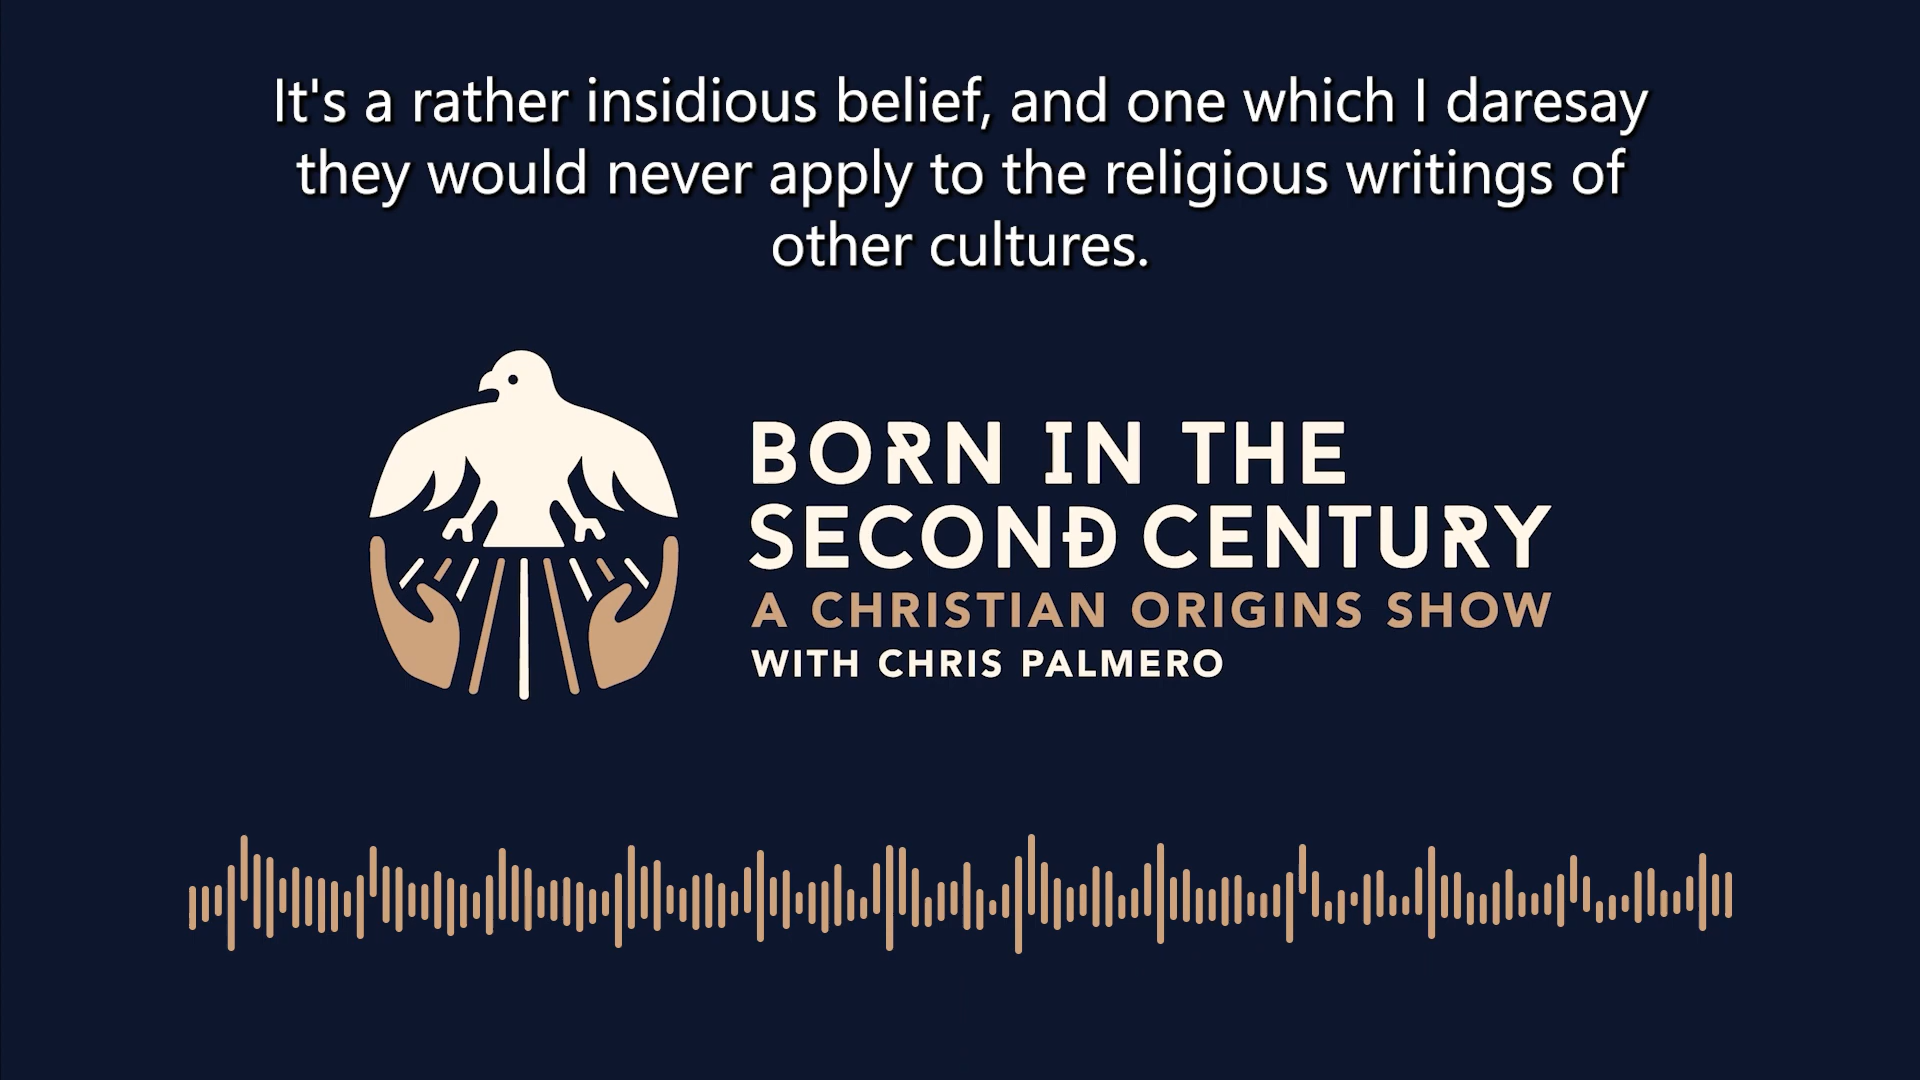 It's a rather insidious belief, and one which I daresay
they would never apply to the religious writings of
other cultures.
BORN IN THE
SECOND CENTURY
A CHRISTIAN ORIGINS SHOW
WITH CHRIS PALMERO